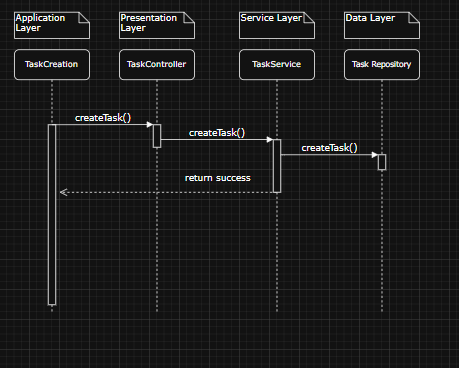 Application
Layer
Presentation
Layer
Service Layer
Data Layer
TaskCreation
TaskController
TaskService
Task Repository
createTask()
createTask()
createTask()
return success